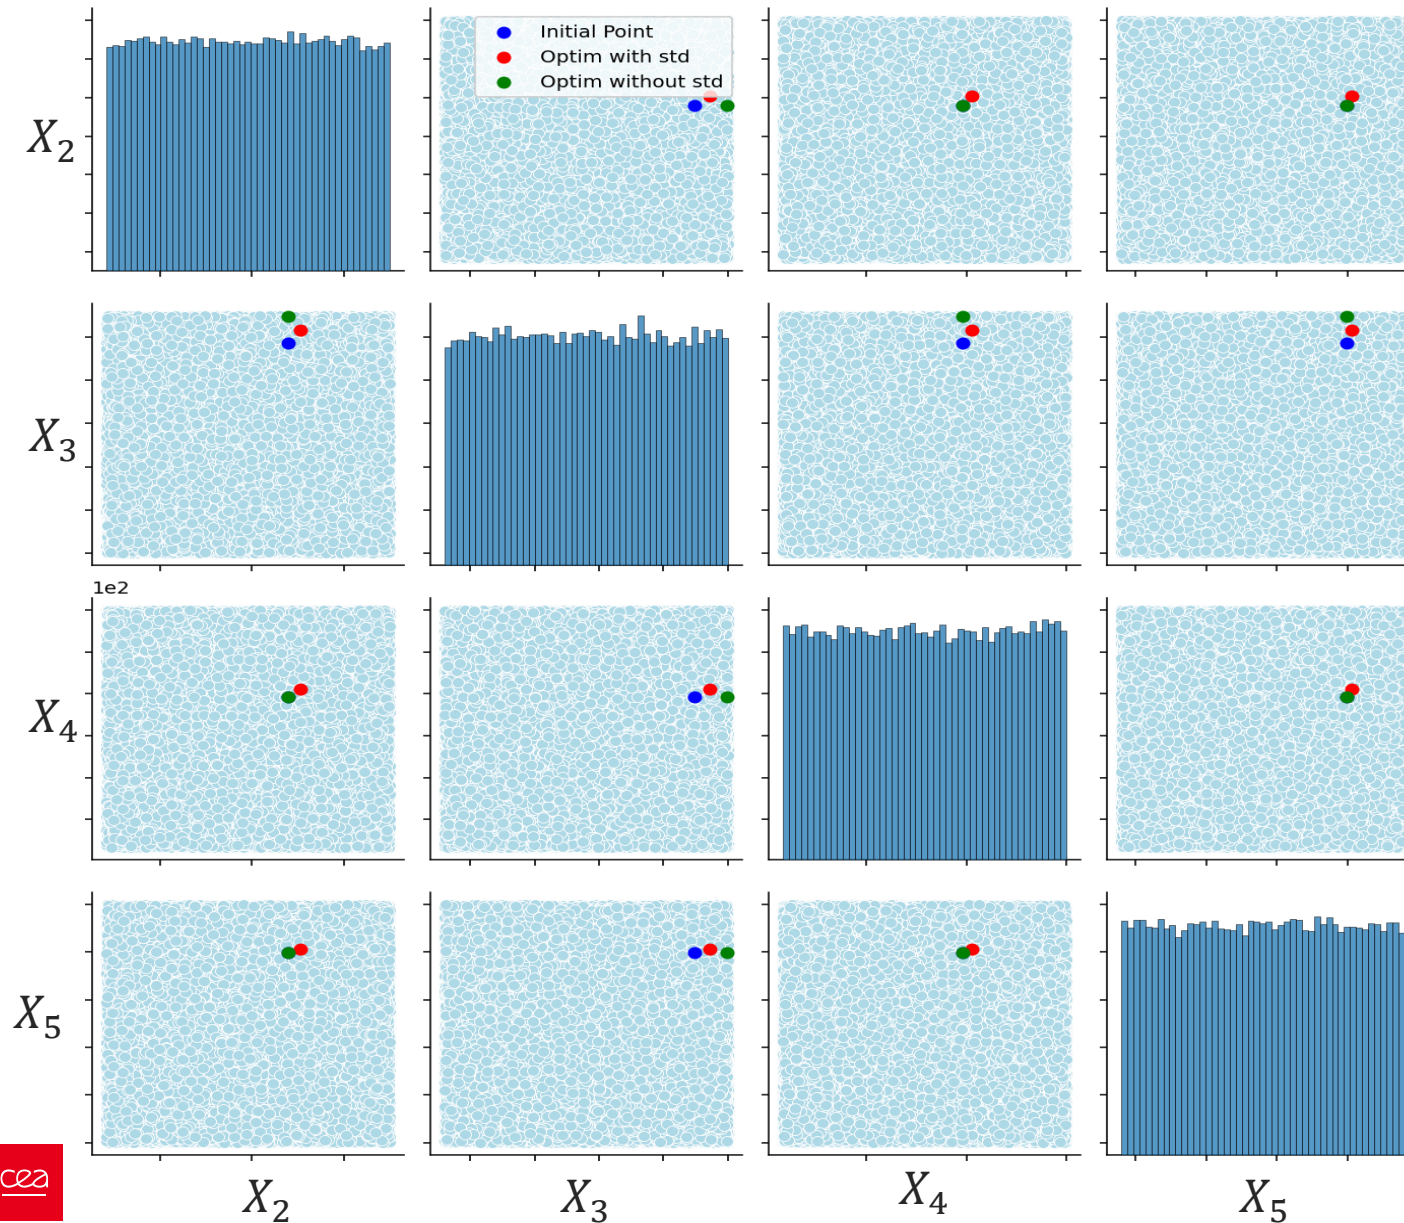 Initial Point
Optim with std
Optim without std
X2
X3
1e2
X4
X5
cea
X2 X3 X4 X5